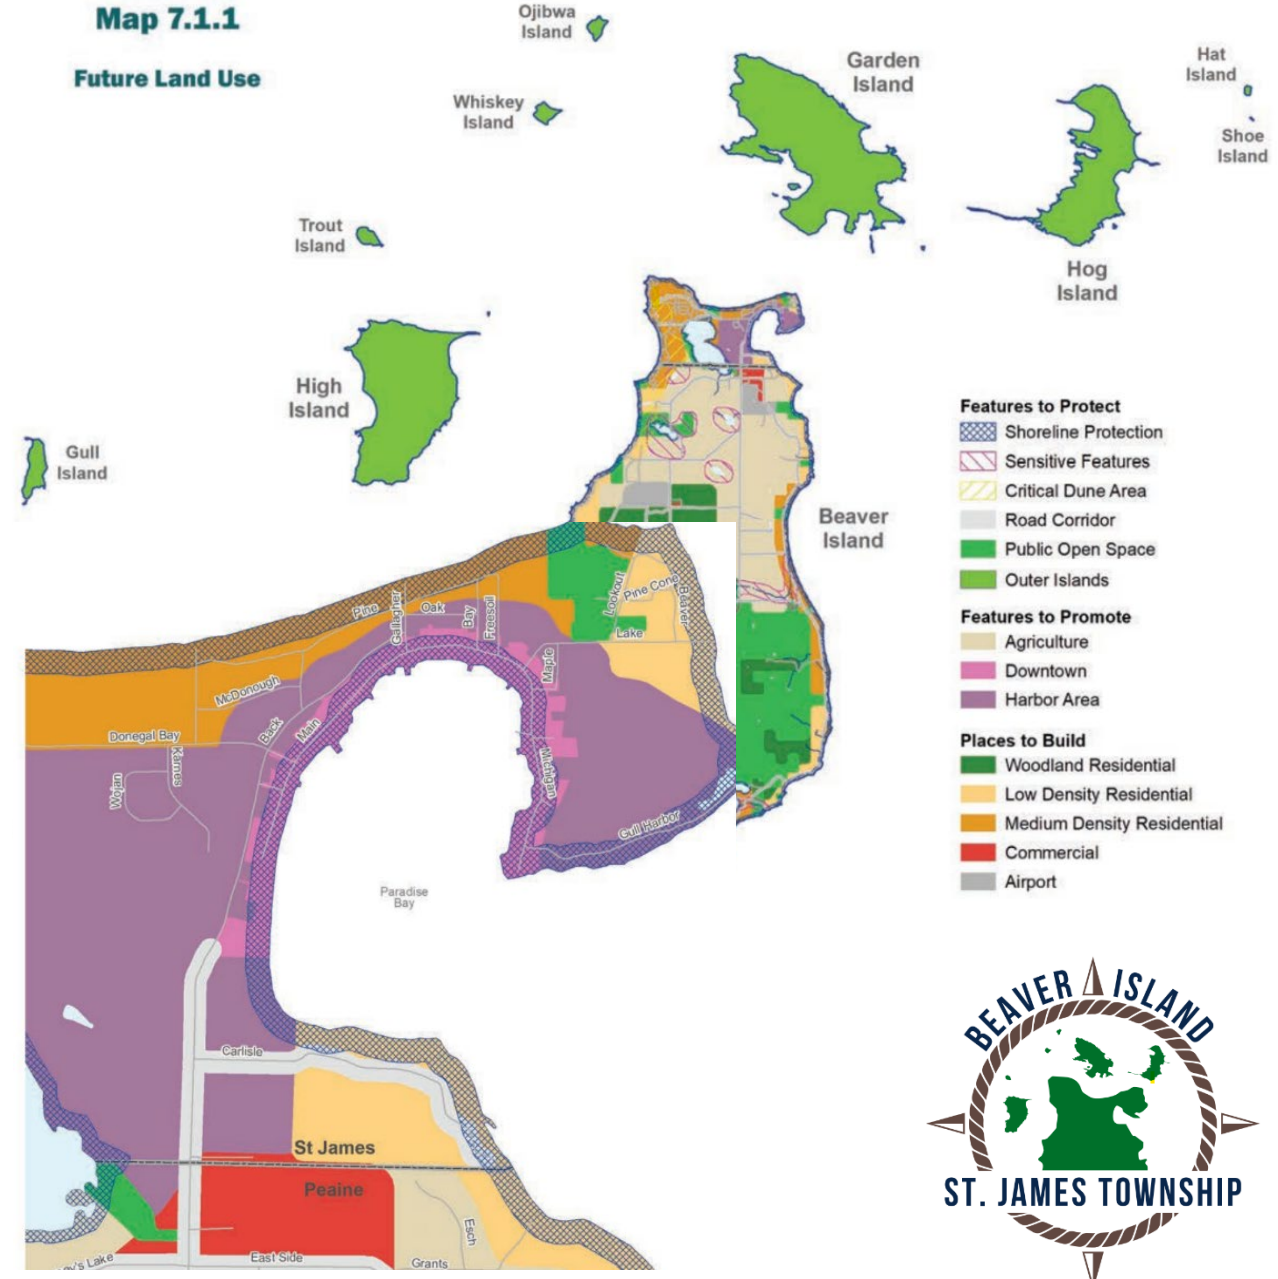 Map 7.1.1
Future Land Use
Ojibwa
Island
Whiskey
Island
Garden
Island
Hat
Island
Shoe
Island
Trout
Island
Hog
Island
High
Island
Gull
Island
Beaver
Island
Features to Protect
Shoreline Protection
Sensitive Features
Critical Dune Area
Road Corridor
Public Open Space
Outer Islands
Features to Promote
Agriculture
Downtown
Harbor Area
Places to Build
Woodland Residential
Low Density Residential
Medium Density Residential
Commercial
Airport
Pine
Gallagher
Oak
Bay
Freesoil
Lookout
Pine Cone
Beaver
Lake
Maple
McDonough
Back
Main
Donegal Bay
Karnes
Wojan
Michigan
Gull Harbor
Paradise
Bay
Carlisle
St James
Peaine
Esch
East Side
Grants
Lake
BEAVER ISLAND
ST. JAMES TOWNSHIP